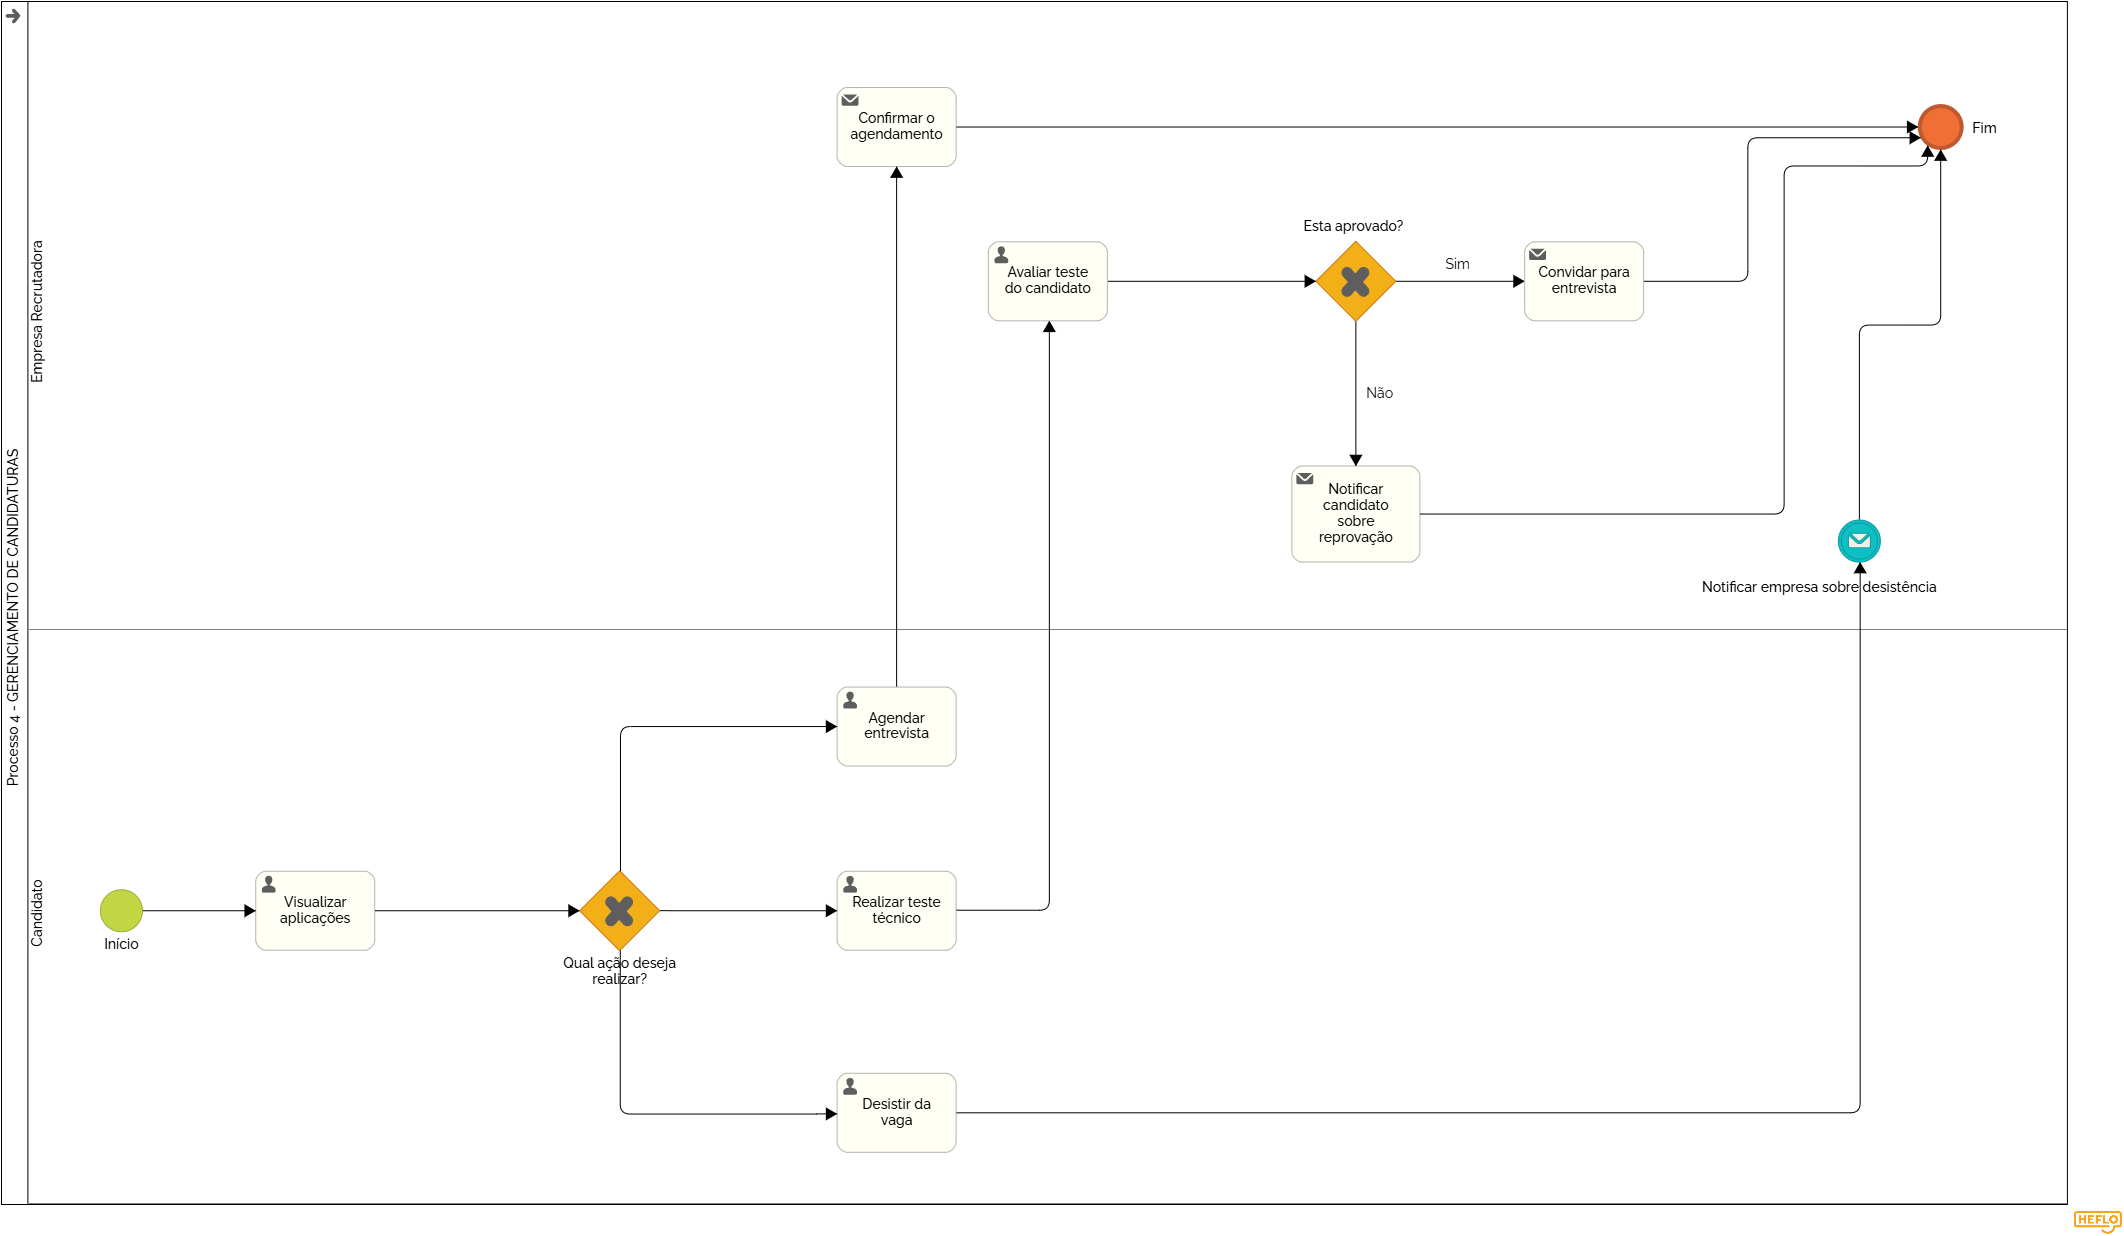 Processo 4 - GERENCIAMENTO DE CANDIDATURAS
Empresa Recrutadora
Confirmar o
agendamento
Fim
Esta aprovado?
Avaliar teste
do candidato
Sim
Convidar para
entrevista
Não
Notificar
candidato
sobre
reprovação
Notificar empresa sobre desistência
Candidato
Agendar
entrevista
Início
Visualizar
aplicações
Qual ação deseja
realizar?
Realizar teste
técnico
Desistir da
vaga
HEFLO